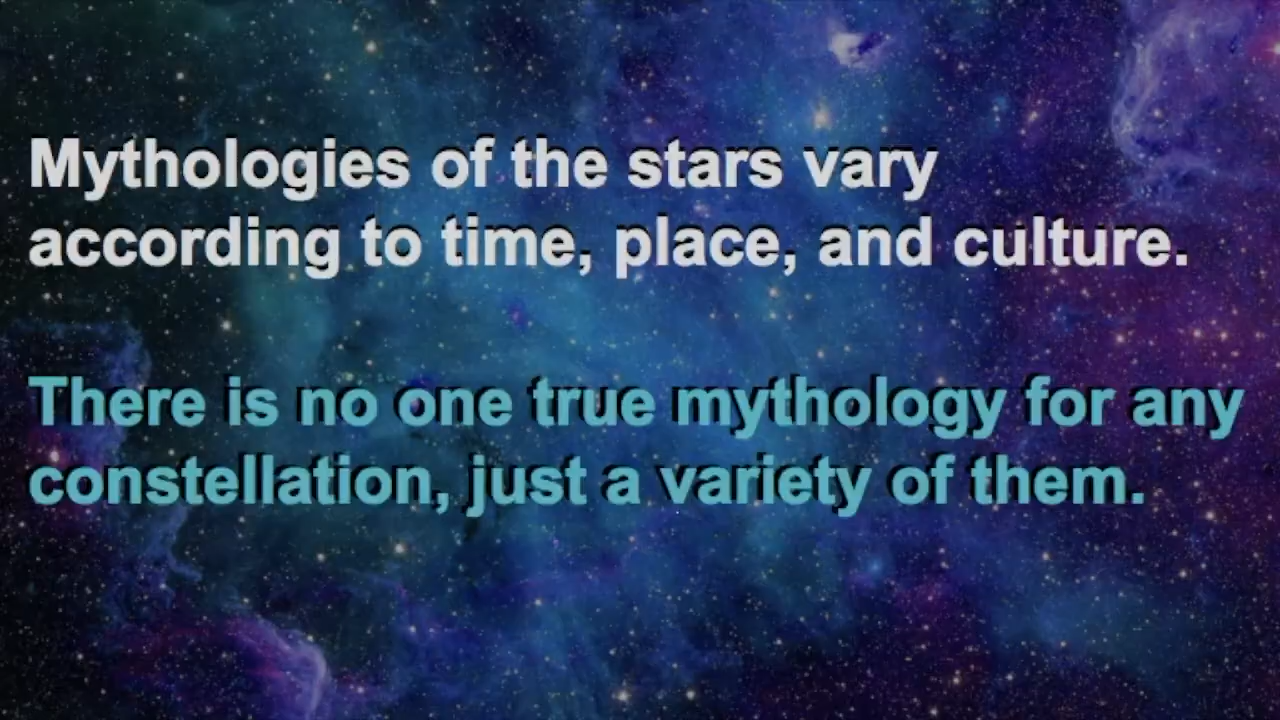 Mythologies of the stars vary
according to time, place, and culture.
There is no one true mythology for any
constellation, just a variety of them.